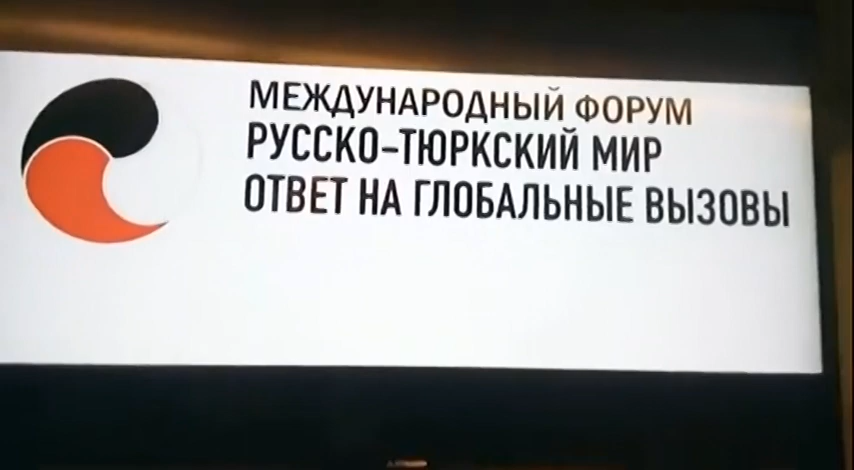 МЕЖДУНАРОДНЫЙ ФОРУМ
РУССКО-ТЮРКСКИЙ МИР
ОТВЕТ НА ГЛОБАЛЬНЫЕ ВЫЗОВЫ